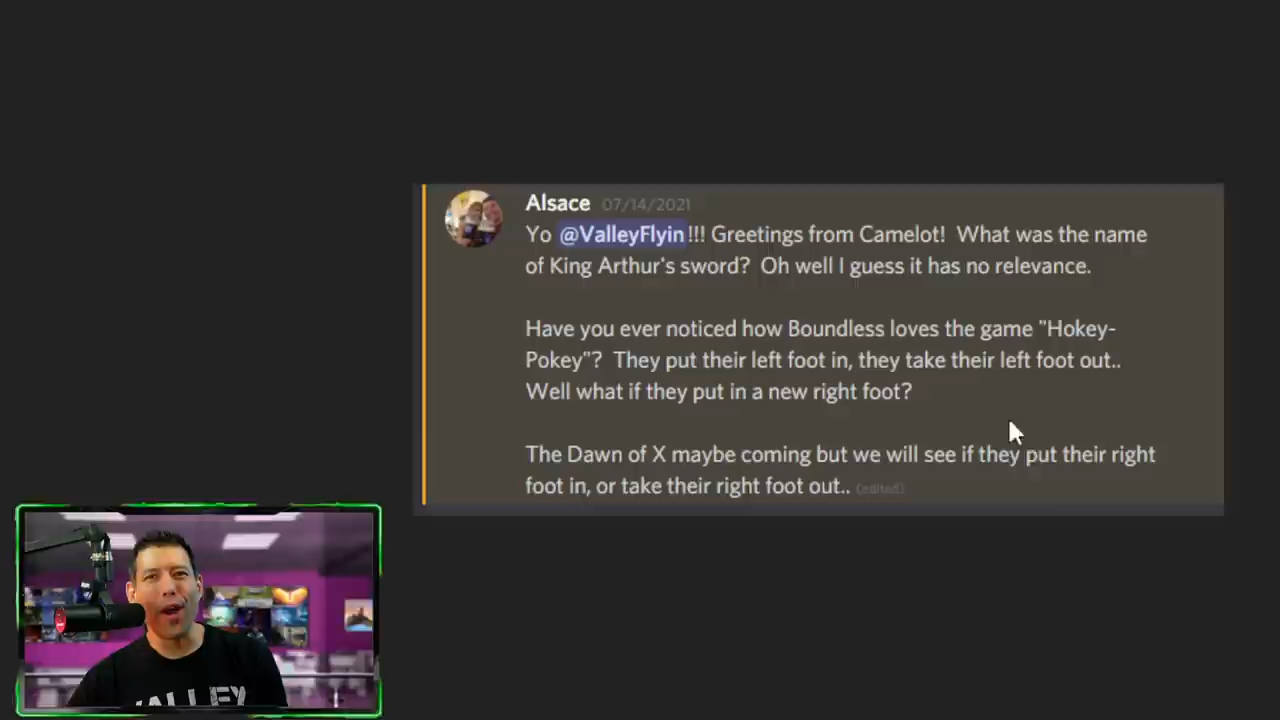 Alsace 07/14/2021
Yo @ValleyFlyin!!! Greetings from Camelot! What was the name
of King Arthur's sword? Oh well I guess it has no relevance.
Have you ever noticed how Boundless loves the game "Hokey-
Pokey"? They put their left foot in, they take their left foot out..
Well what if they put in a new right foot?
The Dawn of X maybe coming but we will see if they put their right
foot in, or take their right foot out.. (edited)
VALLEY